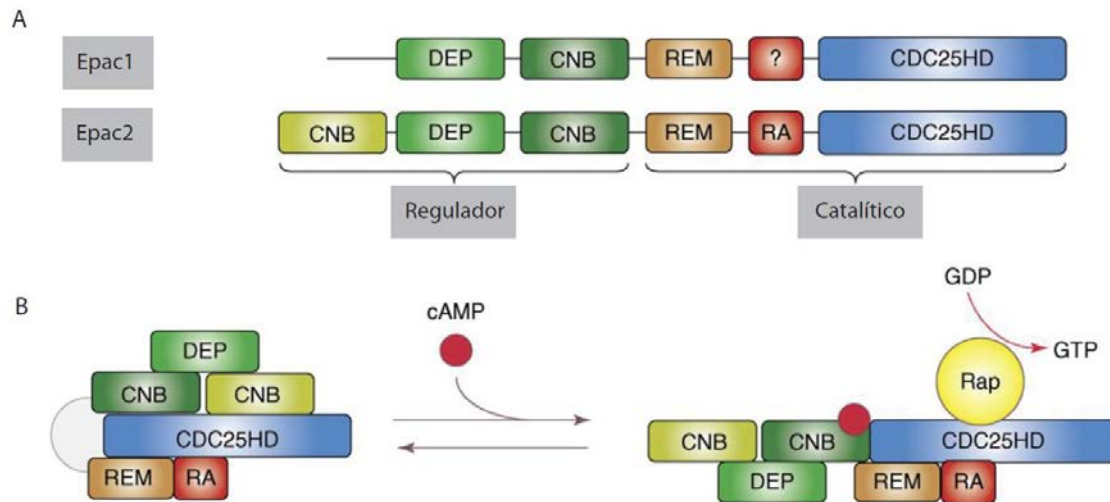 A
Epac1
DEP CNB REM ? CDC25HD
Epac2
CNB DEP CNB REM RA CDC25HD
Regulador Catalítico
B
GDP
cAMP
GTP
DEP
Rap
CNB CNB
CDC25HD
CNB CNB CDC25HD
REM RA
DEP REM RA